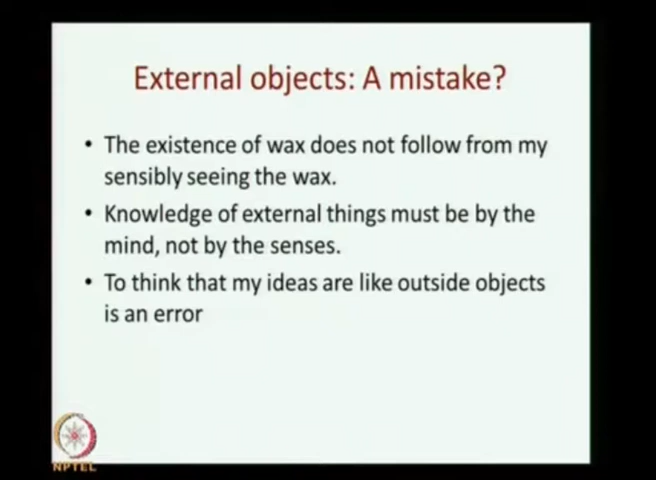 External objects: A mistake?
• The existence of wax does not follow from my
sensibly seeing the wax.
• Knowledge of external things must be by the
mind, not by the senses.
• To think that my ideas are like outside objects
is an error
NPTEL